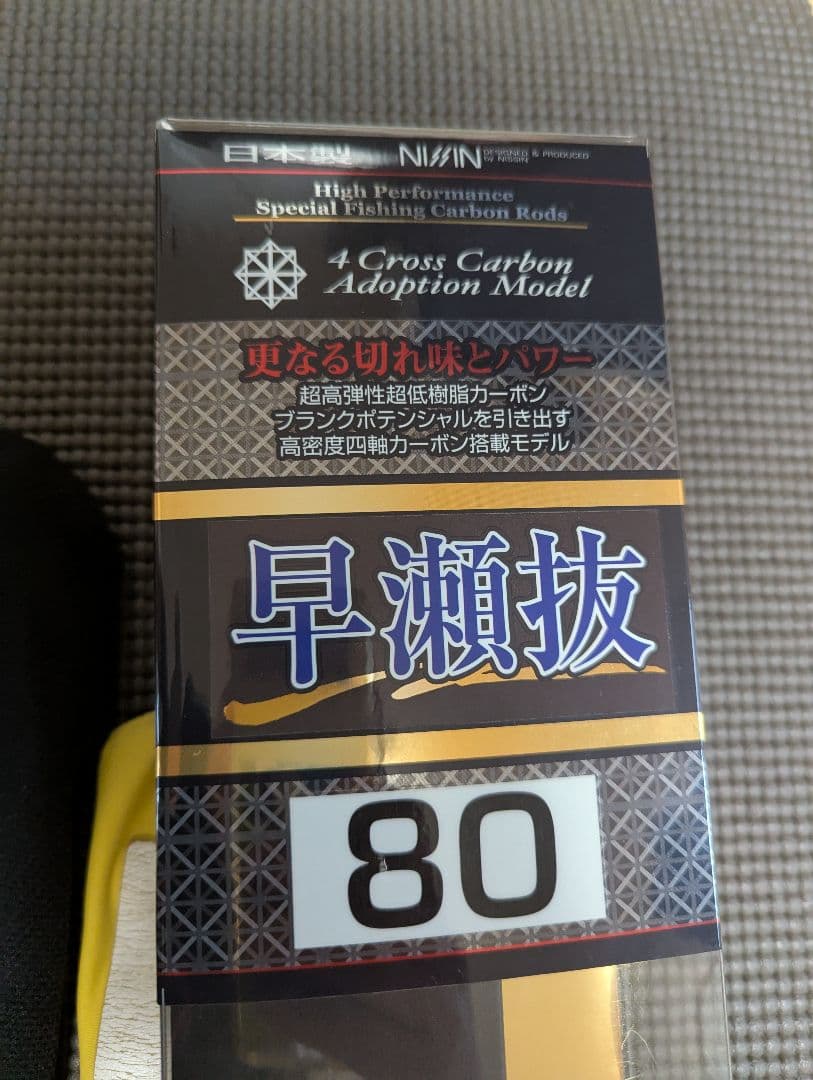 日本製 NISSIN DESIGNED & PRODUCED by NISSIN
High Performance
Special Fishing Carbon Rods
4 Cross Carbon
Adoption Model
更なる切れ味とパワー
超高弾性超低樹脂カーボン
ブランクポテンシャルを引き出す
高密度四軸カーボン搭載モデル
早瀬抜
80